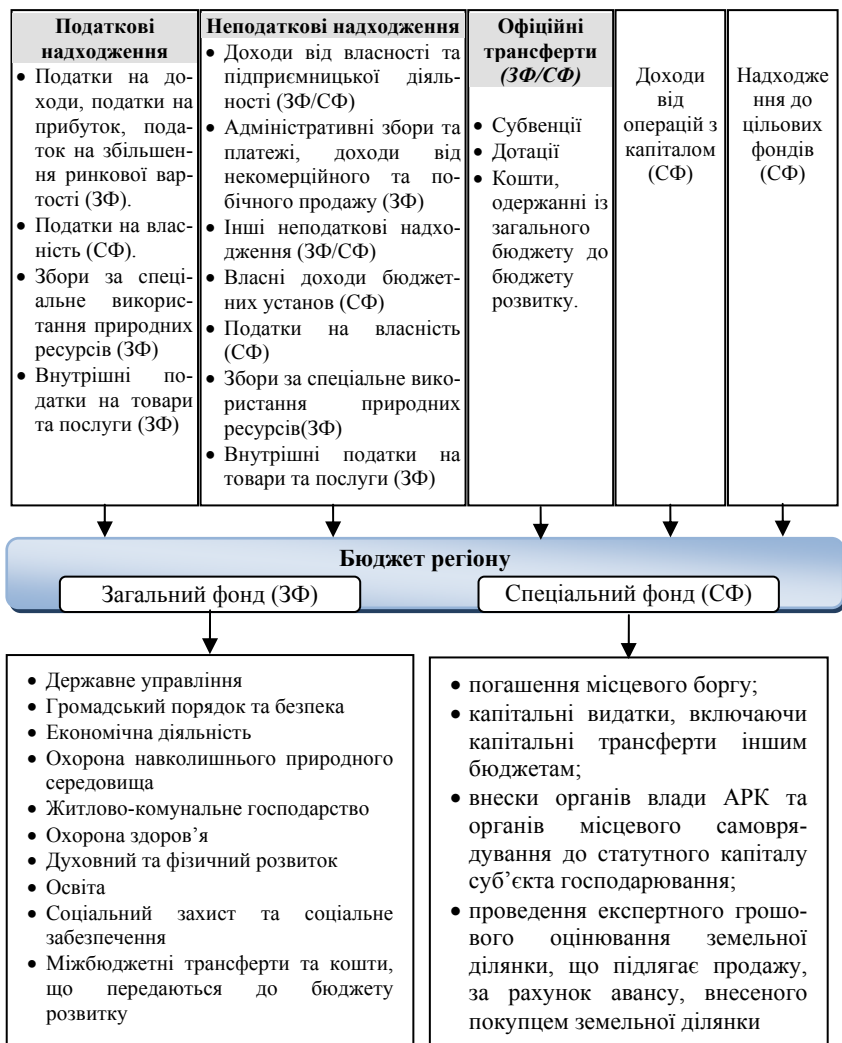 Податкові
надходження
• Податки на до-
ходи, податки на
прибуток, пода-
ток на збільшен-
ня ринкової вар-
тості (ЗФ).
• Податки на влас-
ність (СФ).
• Збори за спеці-
альне викорис-
тання природних
ресурсів (ЗФ)
• Внутрішні по-
датки на товари
та послуги (ЗФ)
Неподаткові надходження
• Доходи від власності та
підприємницької діяль-
ності (ЗФ/СФ)
• Адміністративні збори та
платежі, доходи від
некомерційного та по-
бічного продажу (ЗФ)
• Інші неподаткові надхо-
дження (ЗФ/СФ)
• Власні доходи бюджет-
них установ (СФ)
• Податки на власність
(СФ)
• Збори за спеціальне вико-
ристання природних
ресурсів(ЗФ)
• Внутрішні податки на
товари та послуги (ЗФ)
Офіційні
трансферти
(ЗФ/СФ)
• Субвенції
• Дотації
• Кошти,
одержанні із
загального
бюджету до
бюджету
розвитку.
Доходи
від
операцій з
капіталом
(СФ)
Надходже
ння до
цільових
фондів
(СФ)
Бюджет регіону
Загальний фонд (ЗФ)
Спеціальний фонд (СФ)
• Державне управління
• Громадський порядок та безпека
• Економічна діяльність
• Охорона навколишнього природного
середовища
• Житлово-комунальне господарство
• Охорона здоров’я
• Духовний та фізичний розвиток
• Освіта
• Соціальний захист та соціальне
забезпечення
• Міжбюджетні трансферти та кошти,
що передаються до бюджету
розвитку
• погашення місцевого боргу;
• капітальні видатки, включаючи
капітальні трансферти іншим
бюджетам;
• внески органів влади АРК та
органів місцевого самовря-
дування до статутного капіталу
суб’єкта господарювання;
• проведення експертного грошо-
вого оцінювання земельної
ділянки, що підлягає продажу,
за рахунок авансу, внесеного
покупцем земельної ділянки